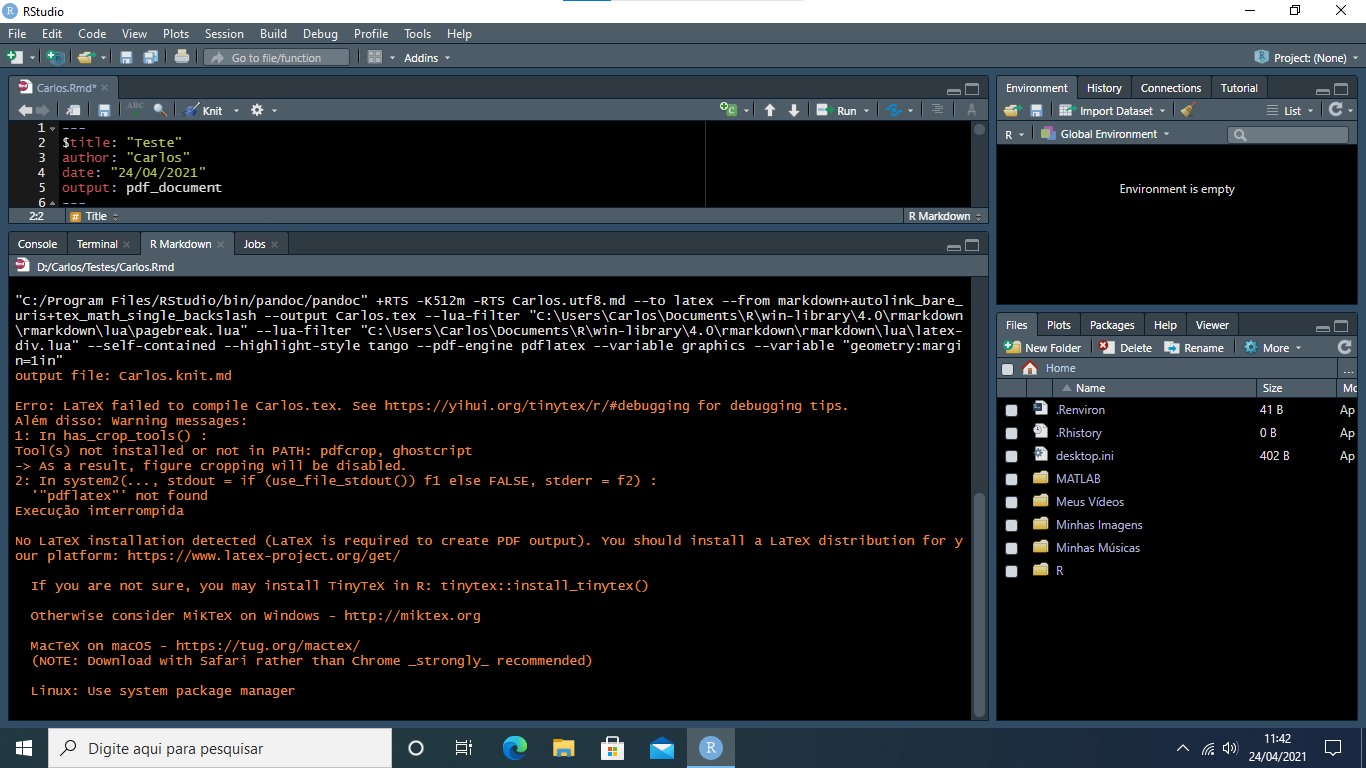 RStudio
File Edit Code View Plots Session Build Debug Profile Tools Help
Go to file/function
Addins
Project: (None)
Carlos.Rmd*
ABC
Knit
Run
1 ---
2 $title: "Teste"
3 author: "Carlos"
4 date: "24/04/2021"
5 output: pdf_document
6 ---
2:2
# Title
R Markdown
Console Terminal R Markdown Jobs
D:/Carlos/Testes/Carlos.Rmd
"C:/Program Files/RStudio/bin/pandoc/pandoc" +RTS -K512m -RTS Carlos.utf8.md --to latex --from markdown+autolink_bare_
uris+tex_math_single_backslash --output Carlos.tex --lua-filter "C:\Users\Carlos\Documents\R\win-library\4.0\rmarkdown
\rmarkdown\lua\pagebreak.lua" --lua-filter "C:\Users\Carlos\Documents\R\win-library\4.0\rmarkdown\rmarkdown\lua\latex-
div.lua" --self-contained --highlight-style tango --pdf-engine pdflatex --variable graphics --variable "geometry:margi
n=1in"
output file: Carlos.knit.md
Erro: LaTeX failed to compile Carlos.tex. See https://yihui.org/tinytex/r/#debugging for debugging tips.
Além disso: Warning messages:
1: In has_crop_tools() :
Tool(s) not installed or not in PATH: pdfcrop, ghostcript
-> As a result, figure cropping will be disabled.
2: In system2(..., stdout = if (use_file_stdout()) f1 else FALSE, stderr = f2) :
'"pdflatex"' not found
Execução interrompida
No LaTeX installation detected (LaTeX is required to create PDF output). You should install a LaTeX distribution for y
our platform: https://www.latex-project.org/get/
If you are not sure, you may install TinyTeX in R: tinytex::install_tinytex()
Otherwise consider MiKTeX on Windows - http://miktex.org
MacTeX on macOS - https://tug.org/mactex/
(NOTE: Download with Safari rather than Chrome _strongly_ recommended)
Linux: Use system package manager
Environment History Connections Tutorial
Import Dataset
List
R
Global Environment
Environment is empty
Files Plots Packages Help Viewer
New Folder Delete Rename More
Home
...
Name Size Mo
.Renviron 41 B Ap
.Rhistory 0 B Ap
desktop.ini 402 B Ap
MATLAB
Meus Vídeos
Minhas Imagens
Minhas Músicas
R
Digite aqui para pesquisar
11:42
24/04/2021